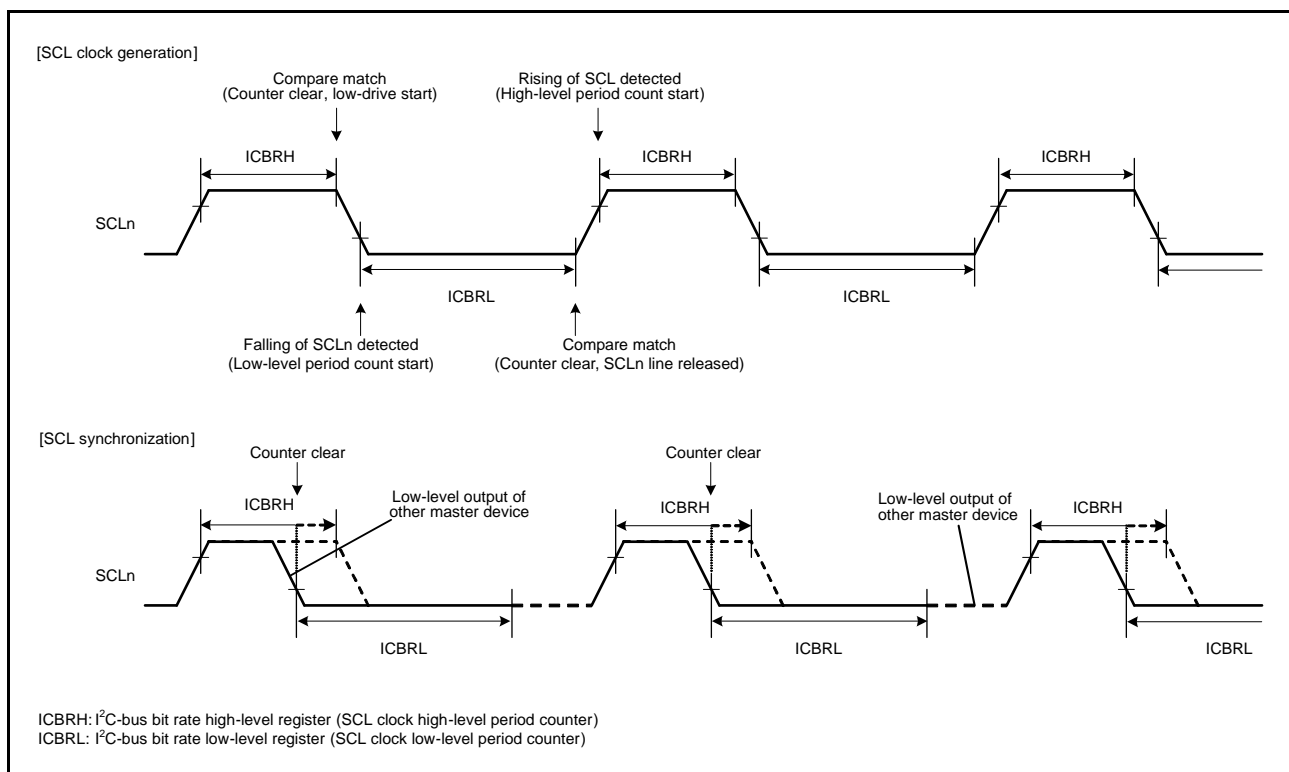 [SCL clock generation]
Compare match
(Counter clear, low-drive start)
Rising of SCL detected
(High-level period count start)
ICBRH
ICBRH
ICBRH
SCLn
ICBRL
ICBRL
Falling of SCLn detected
(Low-level period count start)
Compare match
(Counter clear, SCLn line released)
[SCL synchronization]
Counter clear
Counter clear
ICBRH
Low-level output of
other master device
ICBRH
Low-level output of
other master device
ICBRH
SCLn
ICBRL
ICBRL
ICBRL
ICBRH: I²C-bus bit rate high-level register (SCL clock high-level period counter)
ICBRL: I²C-bus bit rate low-level register (SCL clock low-level period counter)